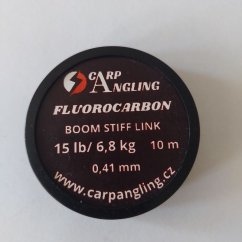 CARP
ANGLING
FLUOROCARBON
BOOM STIFF LINK
15 lb/ 6,8 kg 10 m
0,41 mm
www.carpangling.cz